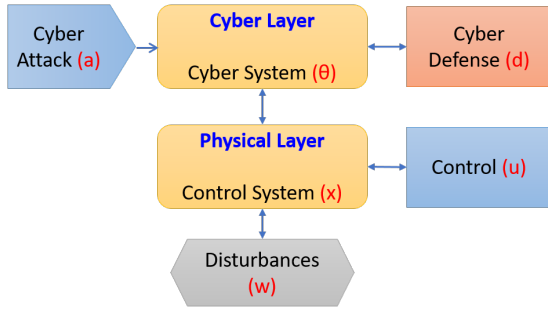 Cyber
Attack (a)
Cyber Layer
Cyber System (θ)
Cyber
Defense (d)
Physical Layer
Control System (x)
Control (u)
Disturbances
(w)